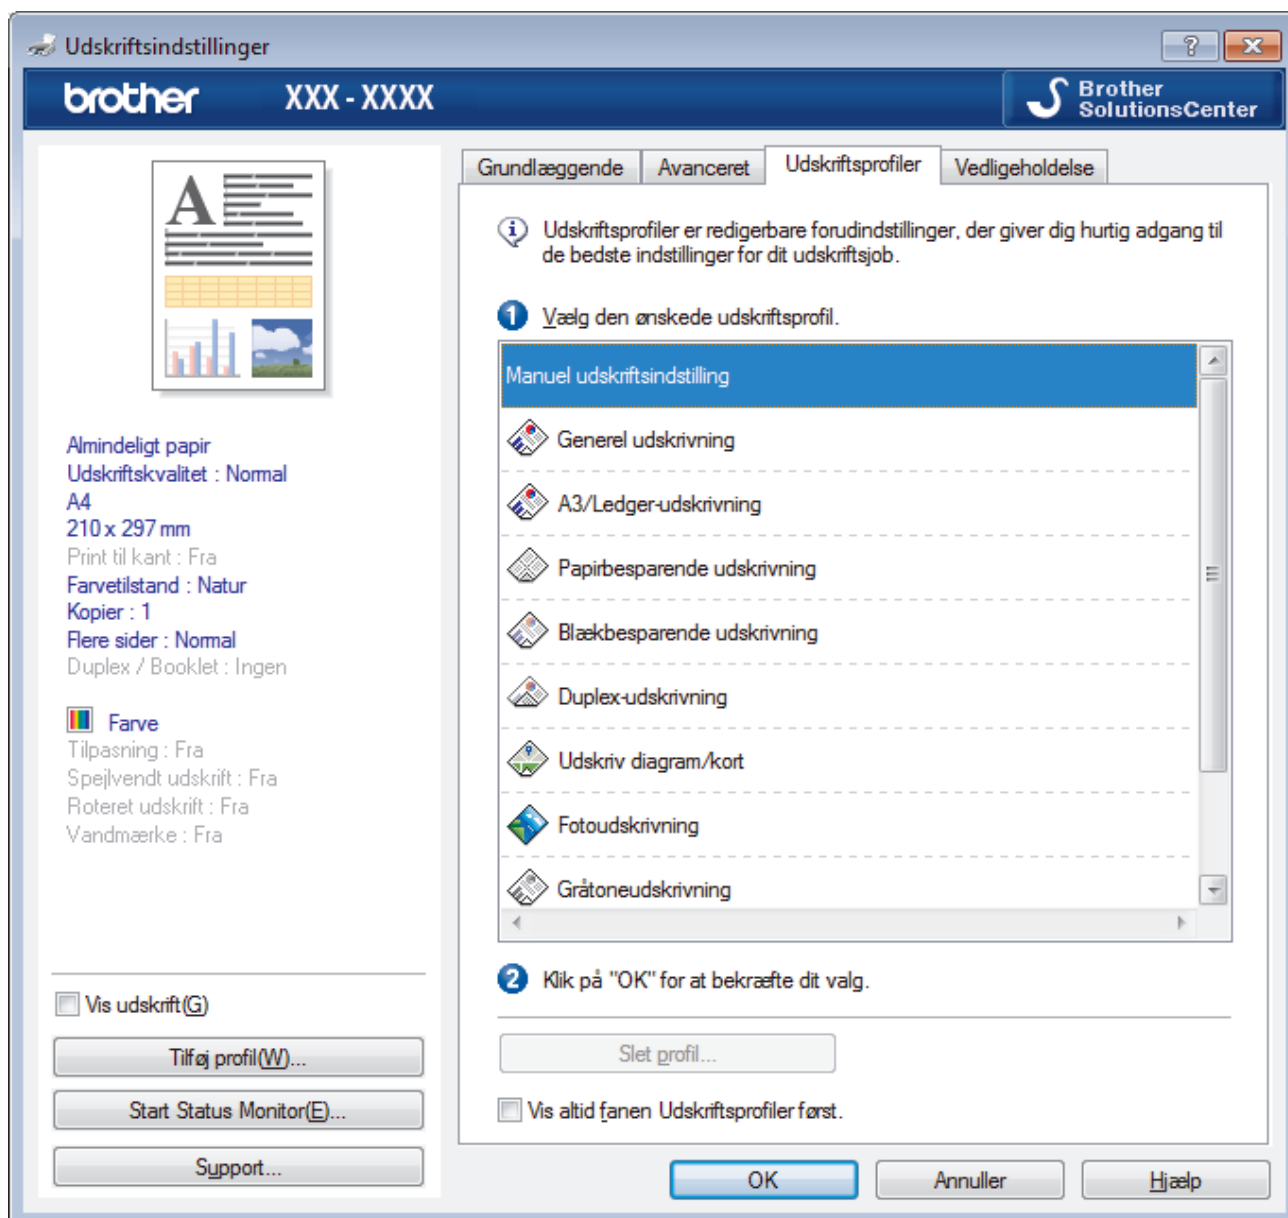 Udskriftsindstillinger
brother XXX - XXXX
Brother
SolutionsCenter
A
Almindeligt papir
Udskriftskvalitet : Normal
A4
210 x 297 mm
Print til kant : Fra
Farvetilstand : Natur
Kopier : 1
Flere sider : Normal
Duplex / Booklet : Ingen
Farve
Tilpasning : Fra
Spejlvendt udskrift : Fra
Roteret udskrift : Fra
Vandmærke : Fra
Vis udskrift(G)
Tilføj profil(W)...
Start Status Monitor(E)...
Support...
Grundlæggende Avanceret Udskriftsprofiler Vedligeholdelse
Udskriftsprofiler er redigerbare forudindstillinger, der giver dig hurtig adgang til
de bedste indstillinger for dit udskriftsjob.
1 Vælg den ønskede udskriftsprofil.
Manuel udskriftsindstilling
Generel udskrivning
A3/Ledger-udskrivning
Papirbesparende udskrivning
Blækbesparende udskrivning
Duplex-udskrivning
Udskriv diagram/kort
Fotoudskrivning
Gråtoneudskrivning
2 Klik på "OK" for at bekræfte dit valg.
Slet profil...
Vis altid fanen Udskriftsprofiler først.
OK Annuller Hjælp